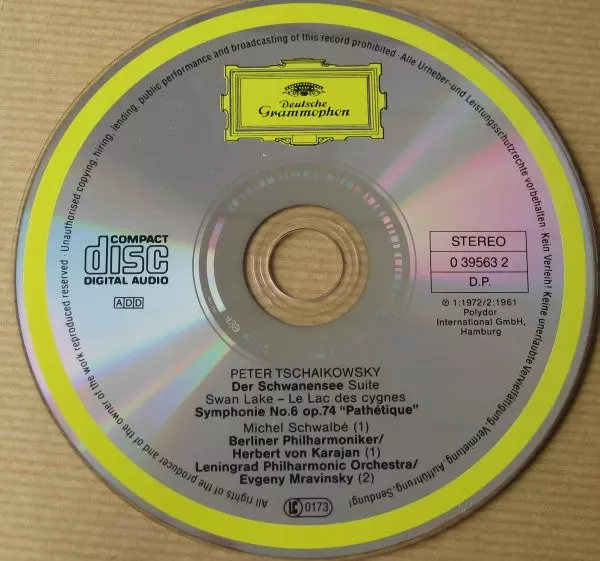 Unauthorised copying, hiring, lending, public performance and broadcasting of this record prohibited · Alle Urheber- und Leistungsschutzrechte vorbehalten · Kein Verleih! Keine unerlaubte Vervielfältigung, Vermietung, Aufführung, Sendung!
Deutsche
Grammophon
COMPACT
disc
DIGITAL AUDIO
ADD
STEREO
0 39563 2
D.P.
℗ 1:1972/2:1961
Polydor
International GmbH,
Hamburg
PETER TSCHAIKOWSKY
Der Schwanensee Suite
Swan Lake – Le Lac des cygnes
Symphonie No.6 op.74 “Pathétique”
Michel Schwalbé (1)
Berliner Philharmoniker/
Herbert von Karajan (1)
Leningrad Philharmonic Orchestra/
Evgeny Mravinsky (2)
LC 0173
All rights of the producer and of the owner of the work reproduced reserved ·